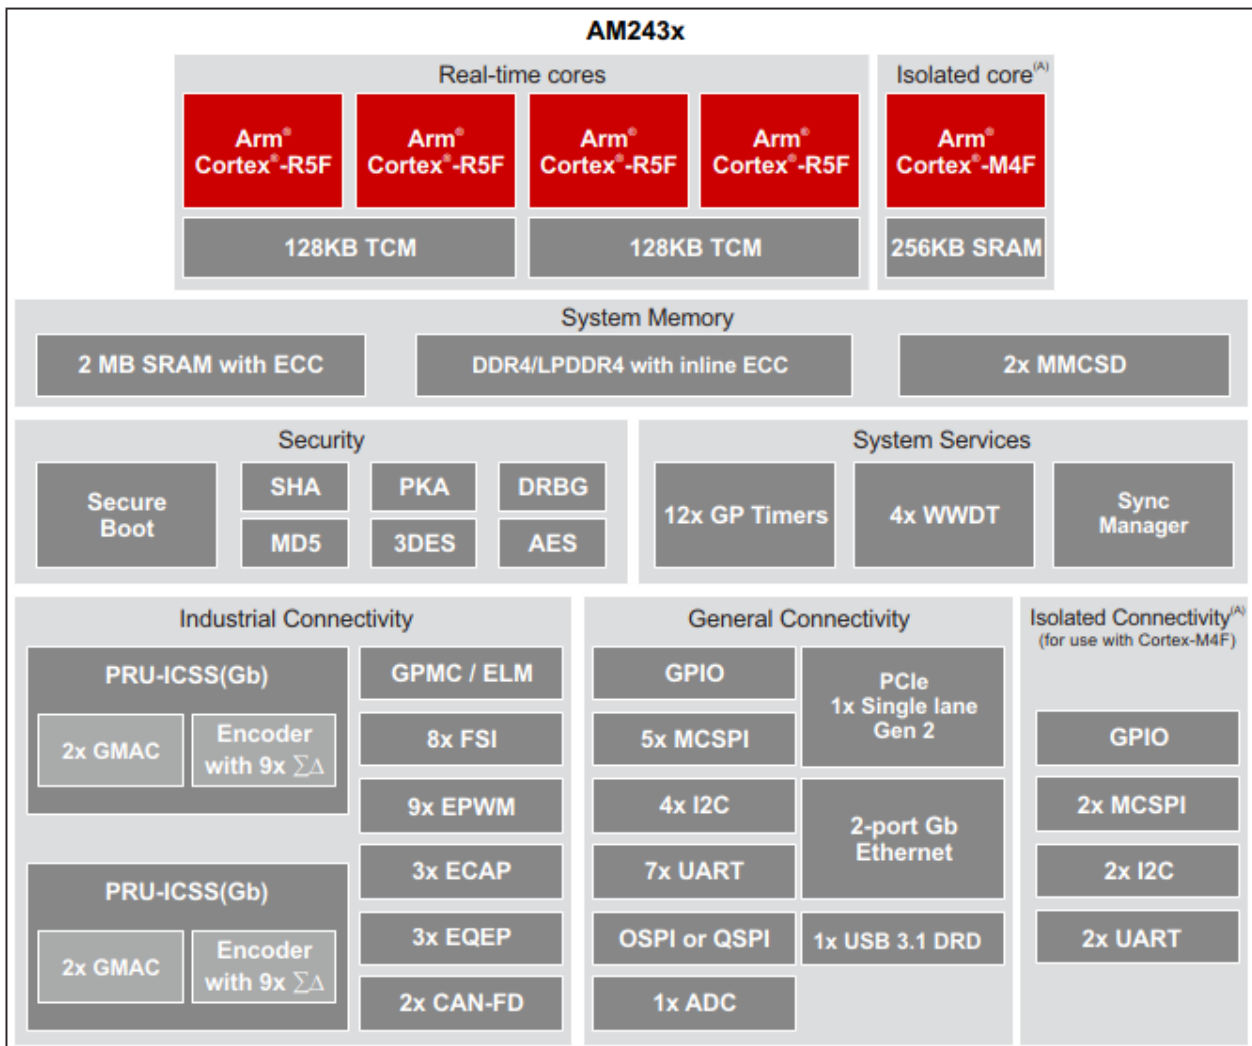 AM243x
Real-time cores
Arm®
Cortex®-R5F
Arm®
Cortex®-R5F
Arm®
Cortex®-R5F
Arm®
Cortex®-R5F
128KB TCM
128KB TCM
Isolated core(A)
Arm®
Cortex®-M4F
256KB SRAM
System Memory
2 MB SRAM with ECC
DDR4/LPDDR4 with inline ECC
2x MMCSD
Security
Secure
Boot
SHA
PKA
DRBG
MD5
3DES
AES
System Services
12x GP Timers
4x WWDT
Sync
Manager
Industrial Connectivity
PRU-ICSS(Gb)
2x GMAC
Encoder
with 9x ∑∆
PRU-ICSS(Gb)
2x GMAC
Encoder
with 9x ∑∆
GPMC / ELM
8x FSI
9x EPWM
3x ECAP
3x EQEP
2x CAN-FD
General Connectivity
GPIO
5x MCSPI
4x I2C
7x UART
OSPI or QSPI
1x ADC
PCIe
1x Single lane
Gen 2
2-port Gb
Ethernet
1x USB 3.1 DRD
Isolated Connectivity(A)
(for use with Cortex-M4F)
GPIO
2x MCSPI
2x I2C
2x UART